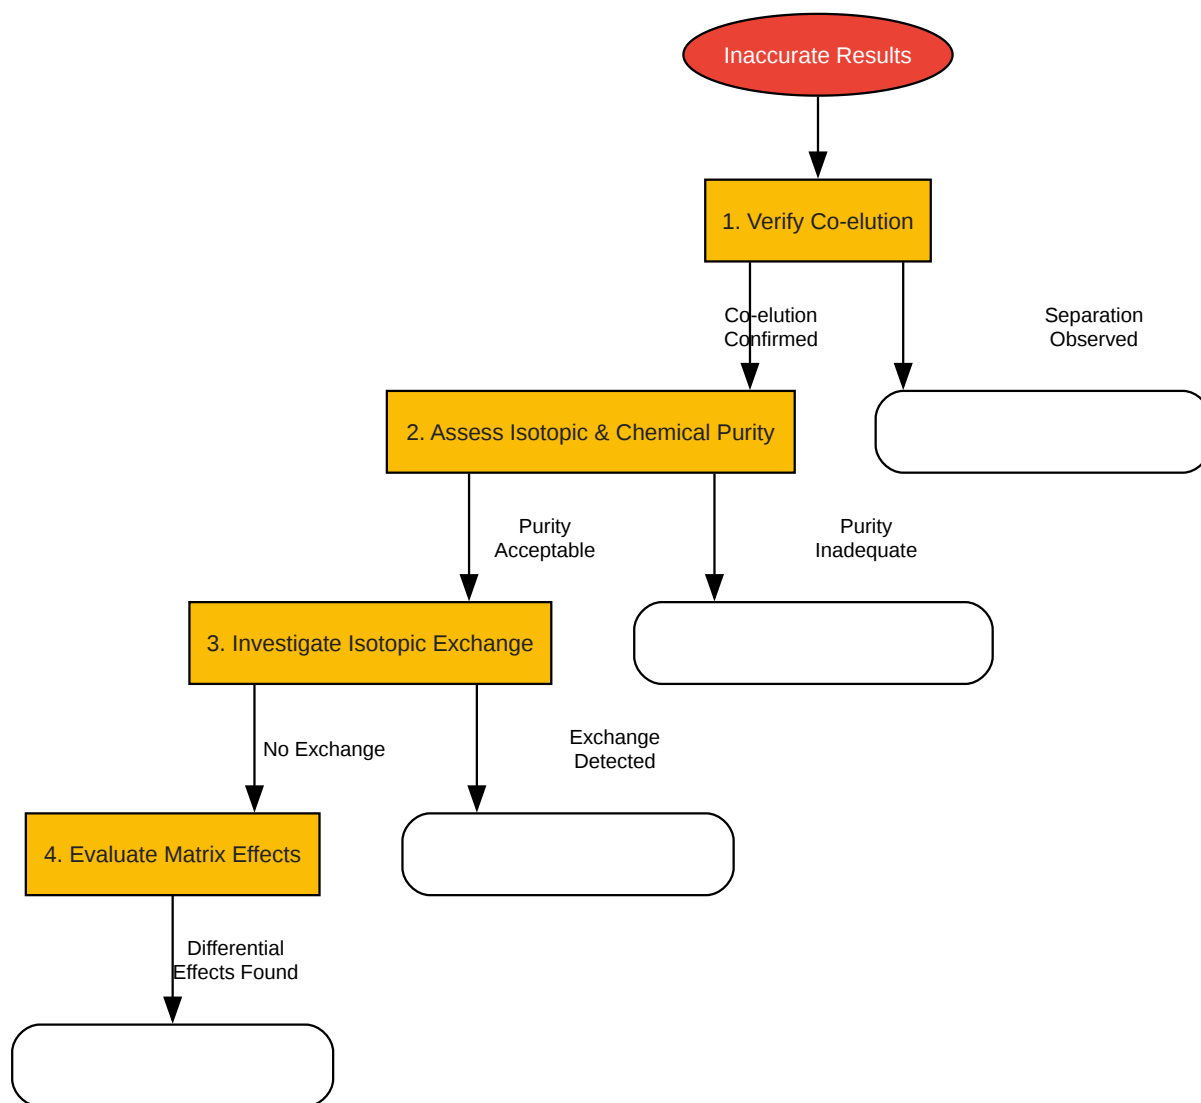 Inaccurate Results
1. Verify Co-elution
Co-elution
Confirmed
Separation
Observed
2. Assess Isotopic & Chemical Purity
Purity
Acceptable
Purity
Inadequate
3. Investigate Isotopic Exchange
No Exchange
Exchange
Detected
4. Evaluate Matrix Effects
Differential
Effects Found